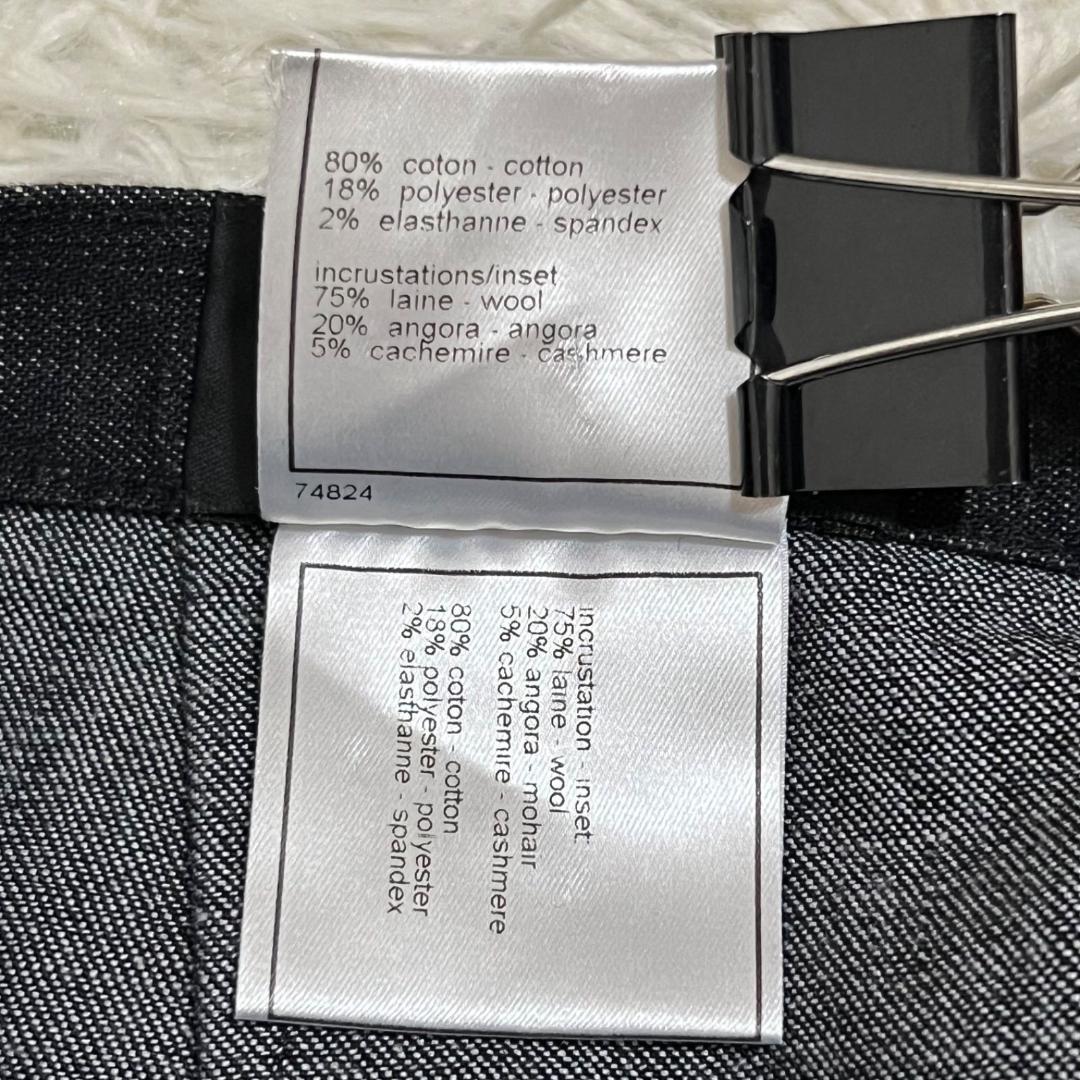 80% coton - cotton
18% polyester - polyester
2% elasthanne - spandex
incrustations/inset
75% laine - wool
20% angora - angora
5% cachemire - cashmere
74824
incrustation - inset:
75% laine - wool
20% angora - mohair
5% cachemire - cashmere
80% coton - cotton
18% polyester - polyester
2% elasthanne - spandex